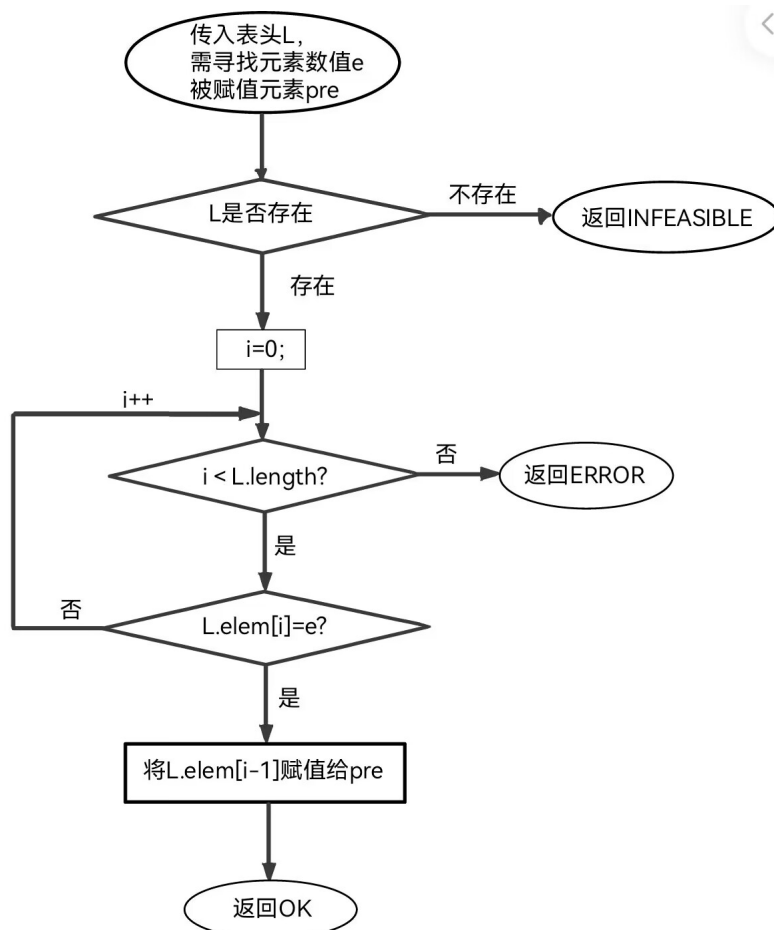 传入表头L，
需寻找元素数值e
被赋值元素pre
L是否存在
不存在
返回INFEASIBLE
存在
i=0;
i++
i < L.length?
否
返回ERROR
是
L.elem[i]=e?
否
是
将L.elem[i-1]赋值给pre
返回OK